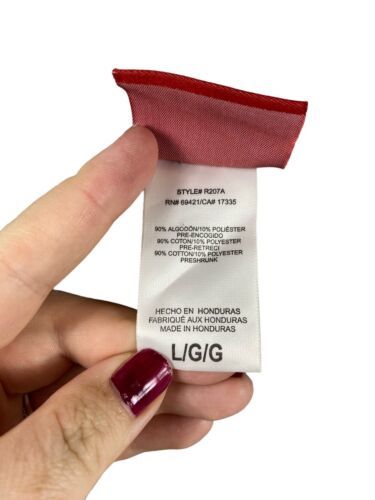 STYLE# R207A
RN# 69421/CA# 17335
90% ALGODÓN/10% POLIÉSTER
PRE-ENCOGIDO
90% COTON/10% POLYESTER
PRE-RETRECI
90% COTTON/10% POLYESTER
PRESHRUNK
HECHO EN HONDURAS
FABRIQUÉ AUX HONDURAS
MADE IN HONDURAS
L/G/G